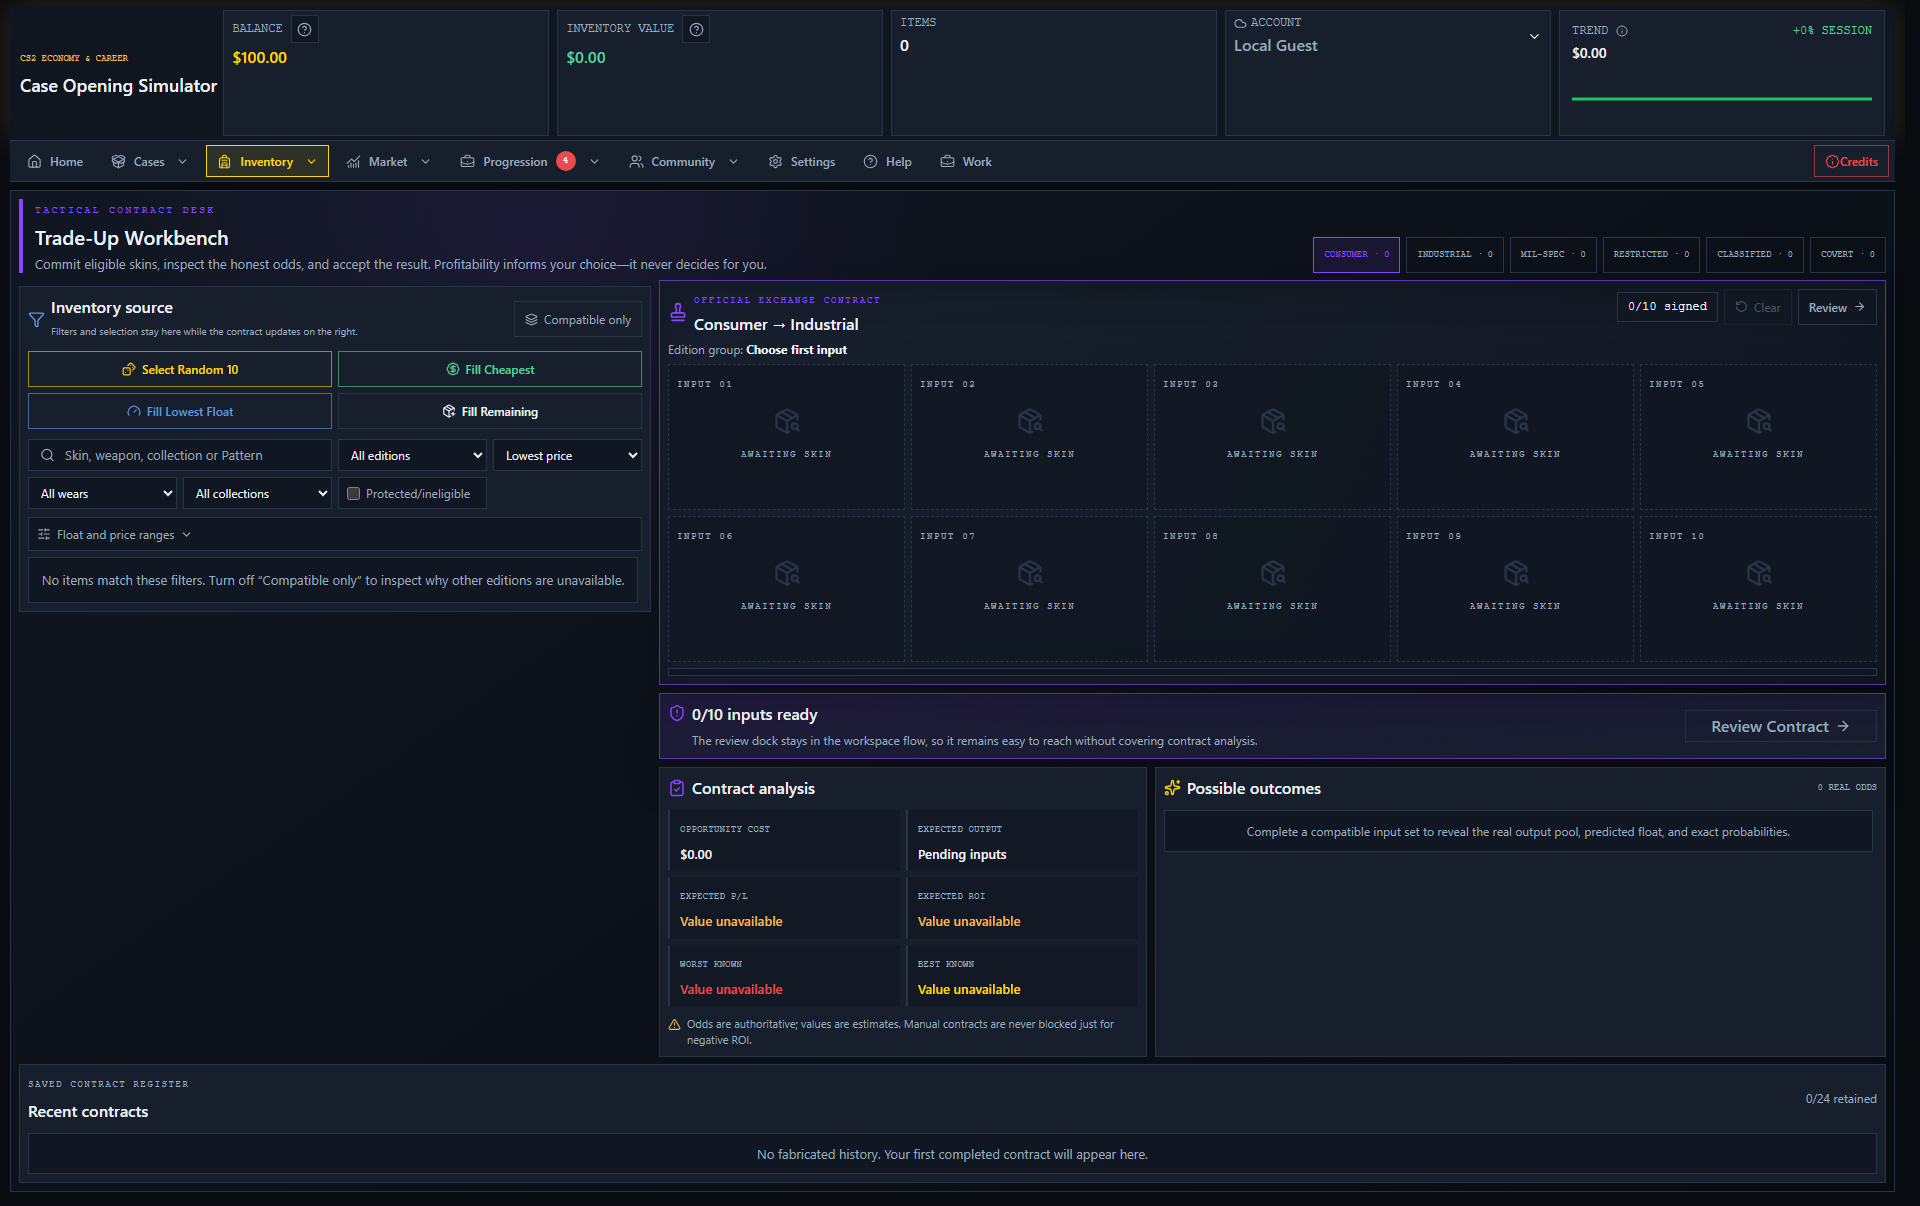 CS2 ECONOMY & CAREER
Case Opening Simulator
BALANCE
$100.00
INVENTORY VALUE
$0.00
ITEMS
0
ACCOUNT
Local Guest
TREND
+0% SESSION
$0.00
Home
Cases
Inventory
Market
Progression 4
Community
Settings
Help
Work
Credits
TACTICAL CONTRACT DESK
Trade-Up Workbench
Commit eligible skins, inspect the honest odds, and accept the result. Profitability informs your choice—it never decides for you.
CONSUMER · 0
INDUSTRIAL · 0
MIL-SPEC · 0
RESTRICTED · 0
CLASSIFIED · 0
COVERT · 0
Inventory source
Filters and selection stay here while the contract updates on the right.
Compatible only
Select Random 10
Fill Cheapest
Fill Lowest Float
Fill Remaining
Skin, weapon, collection or Pattern
All editions
Lowest price
All wears
All collections
Protected/ineligible
Float and price ranges
No items match these filters. Turn off “Compatible only” to inspect why other editions are unavailable.
OFFICIAL EXCHANGE CONTRACT
Consumer → Industrial
0/10 signed
Clear
Review →
Edition group: Choose first input
INPUT 01
AWAITING SKIN
INPUT 02
AWAITING SKIN
INPUT 03
AWAITING SKIN
INPUT 04
AWAITING SKIN
INPUT 05
AWAITING SKIN
INPUT 06
AWAITING SKIN
INPUT 07
AWAITING SKIN
INPUT 08
AWAITING SKIN
INPUT 09
AWAITING SKIN
INPUT 10
AWAITING SKIN
0/10 inputs ready
The review dock stays in the workspace flow, so it remains easy to reach without covering contract analysis.
Review Contract →
Contract analysis
OPPORTUNITY COST
$0.00
EXPECTED OUTPUT
Pending inputs
EXPECTED P/L
Value unavailable
EXPECTED ROI
Value unavailable
WORST KNOWN
Value unavailable
BEST KNOWN
Value unavailable
Odds are authoritative; values are estimates. Manual contracts are never blocked just for
negative ROI.
Possible outcomes
0 REAL ODDS
Complete a compatible input set to reveal the real output pool, predicted float, and exact probabilities.
SAVED CONTRACT REGISTER
Recent contracts
0/24 retained
No fabricated history. Your first completed contract will appear here.